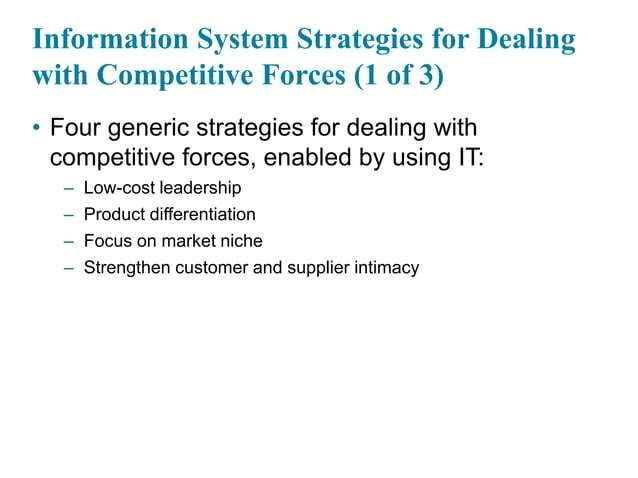 Information System Strategies for Dealing
with Competitive Forces (1 of 3)
• Four generic strategies for dealing with
competitive forces, enabled by using IT:
– Low-cost leadership
– Product differentiation
– Focus on market niche
– Strengthen customer and supplier intimacy